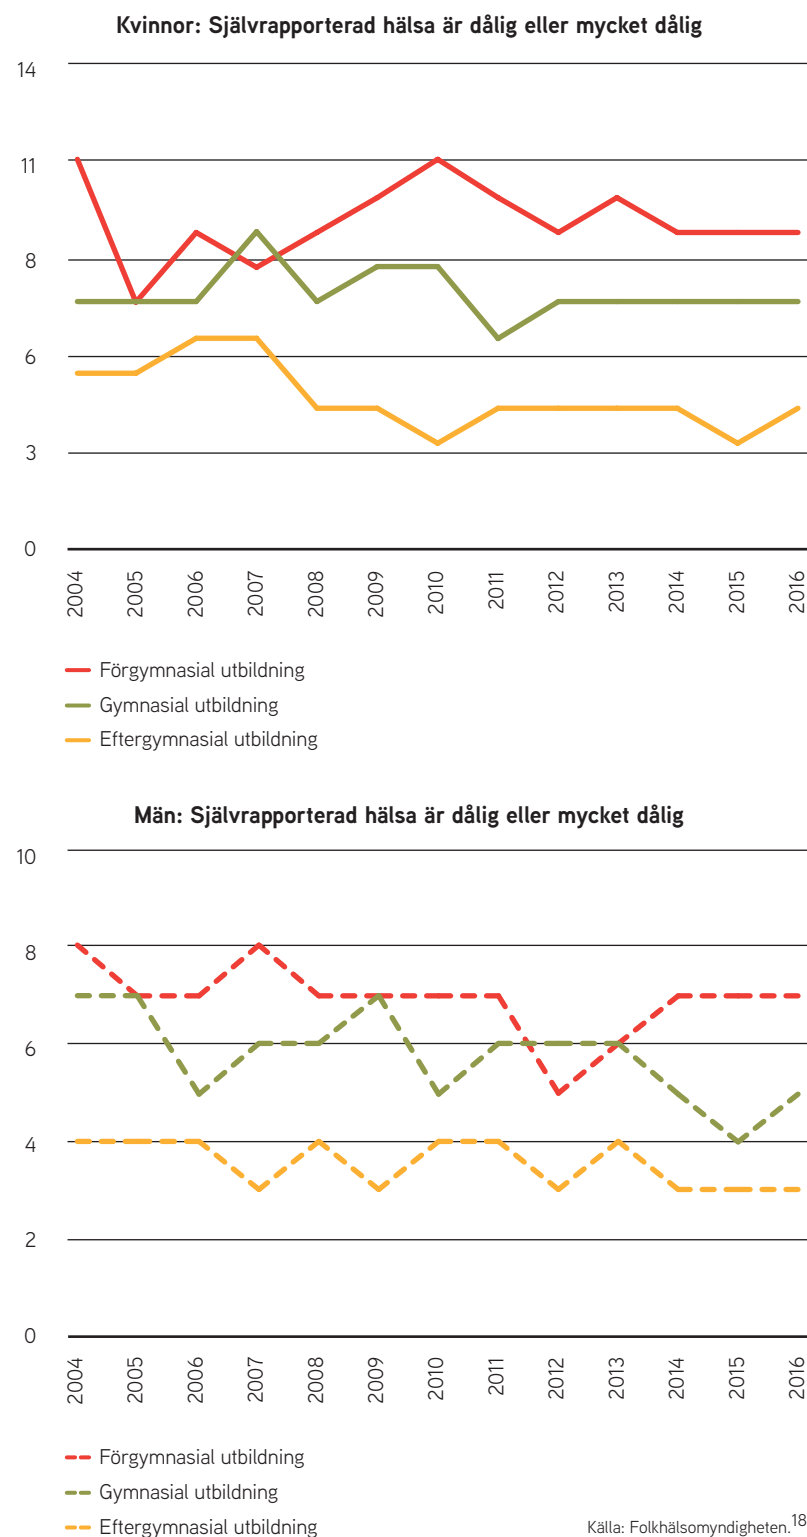 Kvinnor: Självrapporterad hälsa är dålig eller mycket dålig
14
11
8
6
3
0
2004 2005 2006 2007 2008 2009 2010 2011 2012 2013 2014 2015 2016
Förgymnasial utbildning
Gymnasial utbildning
Eftergymnasial utbildning
Män: Självrapporterad hälsa är dålig eller mycket dålig
10
8
6
4
2
0
2004 2005 2006 2007 2008 2009 2010 2011 2012 2013 2014 2015 2016
Förgymnasial utbildning
Gymnasial utbildning
Eftergymnasial utbildning
Källa: Folkhälsomyndigheten.18